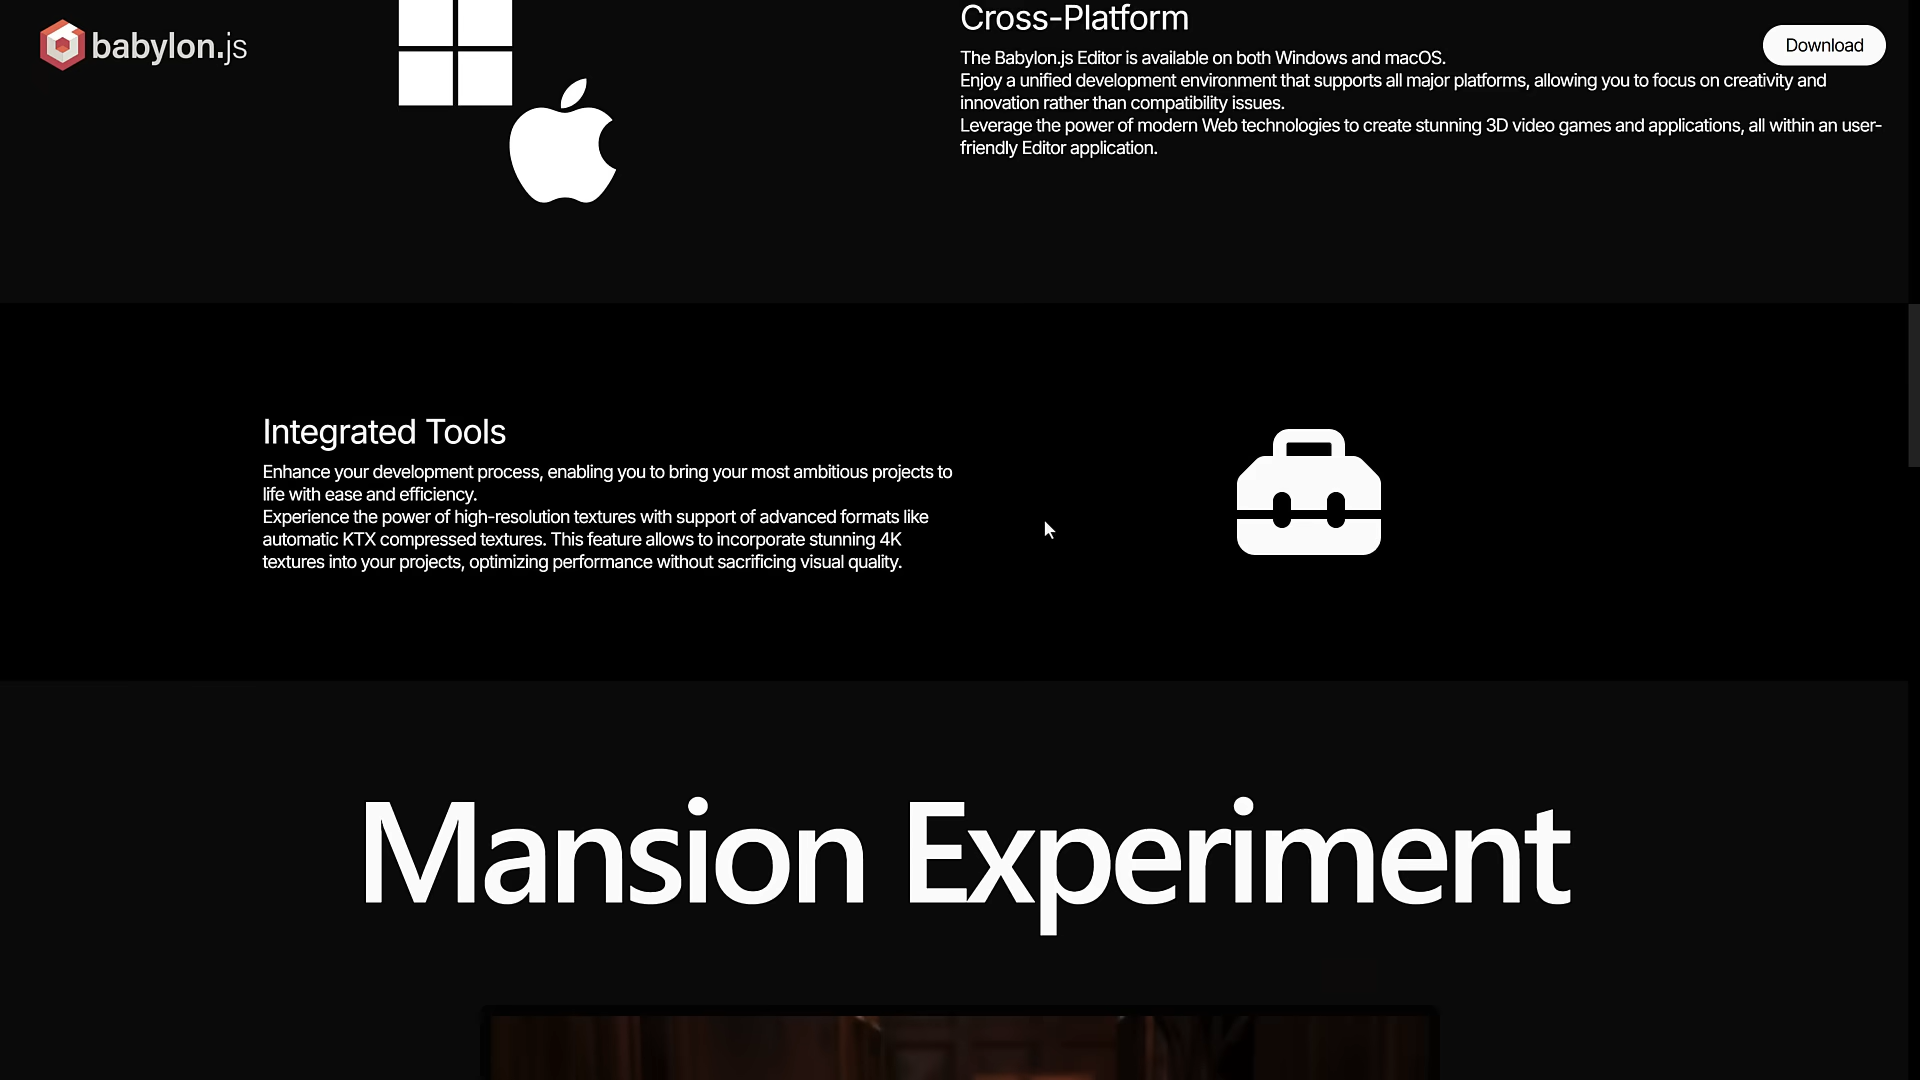 babylon.js
Cross-Platform
Download
The Babylon.js Editor is available on both Windows and macOS.
Enjoy a unified development environment that supports all major platforms, allowing you to focus on creativity and
innovation rather than compatibility issues.
Leverage the power of modern Web technologies to create stunning 3D video games and applications, all within an user-
friendly Editor application.
Integrated Tools
Enhance your development process, enabling you to bring your most ambitious projects to
life with ease and efficiency.
Experience the power of high-resolution textures with support of advanced formats like
automatic KTX compressed textures. This feature allows to incorporate stunning 4K
textures into your projects, optimizing performance without sacrificing visual quality.
Mansion Experiment